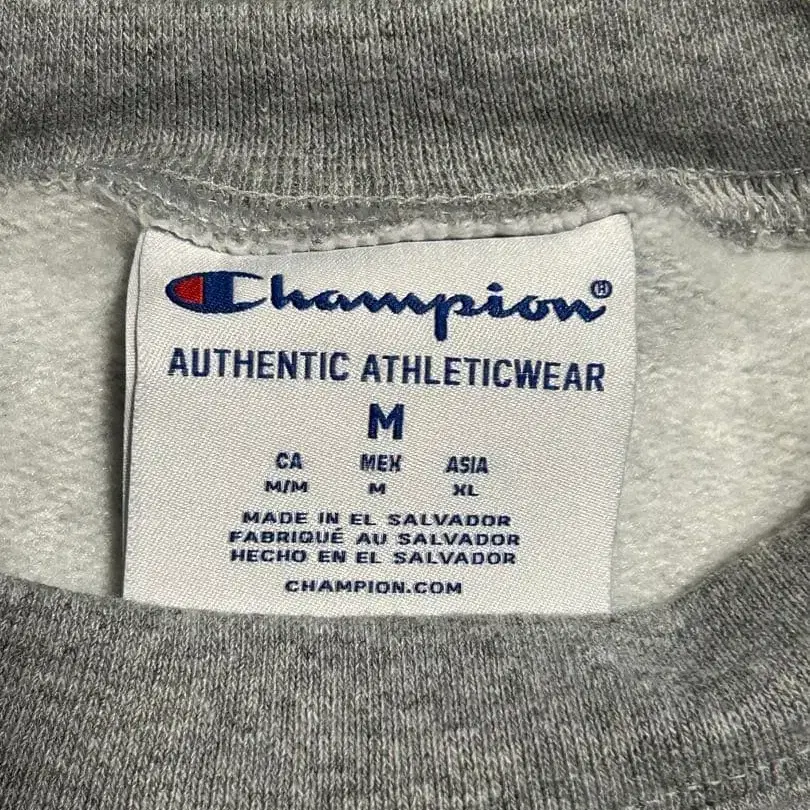 Champion®
AUTHENTIC ATHLETICWEAR
M
CA MEX ASIA
M/M M XL
MADE IN EL SALVADOR
FABRIQUÉ AU SALVADOR
HECHO EN EL SALVADOR
CHAMPION.COM